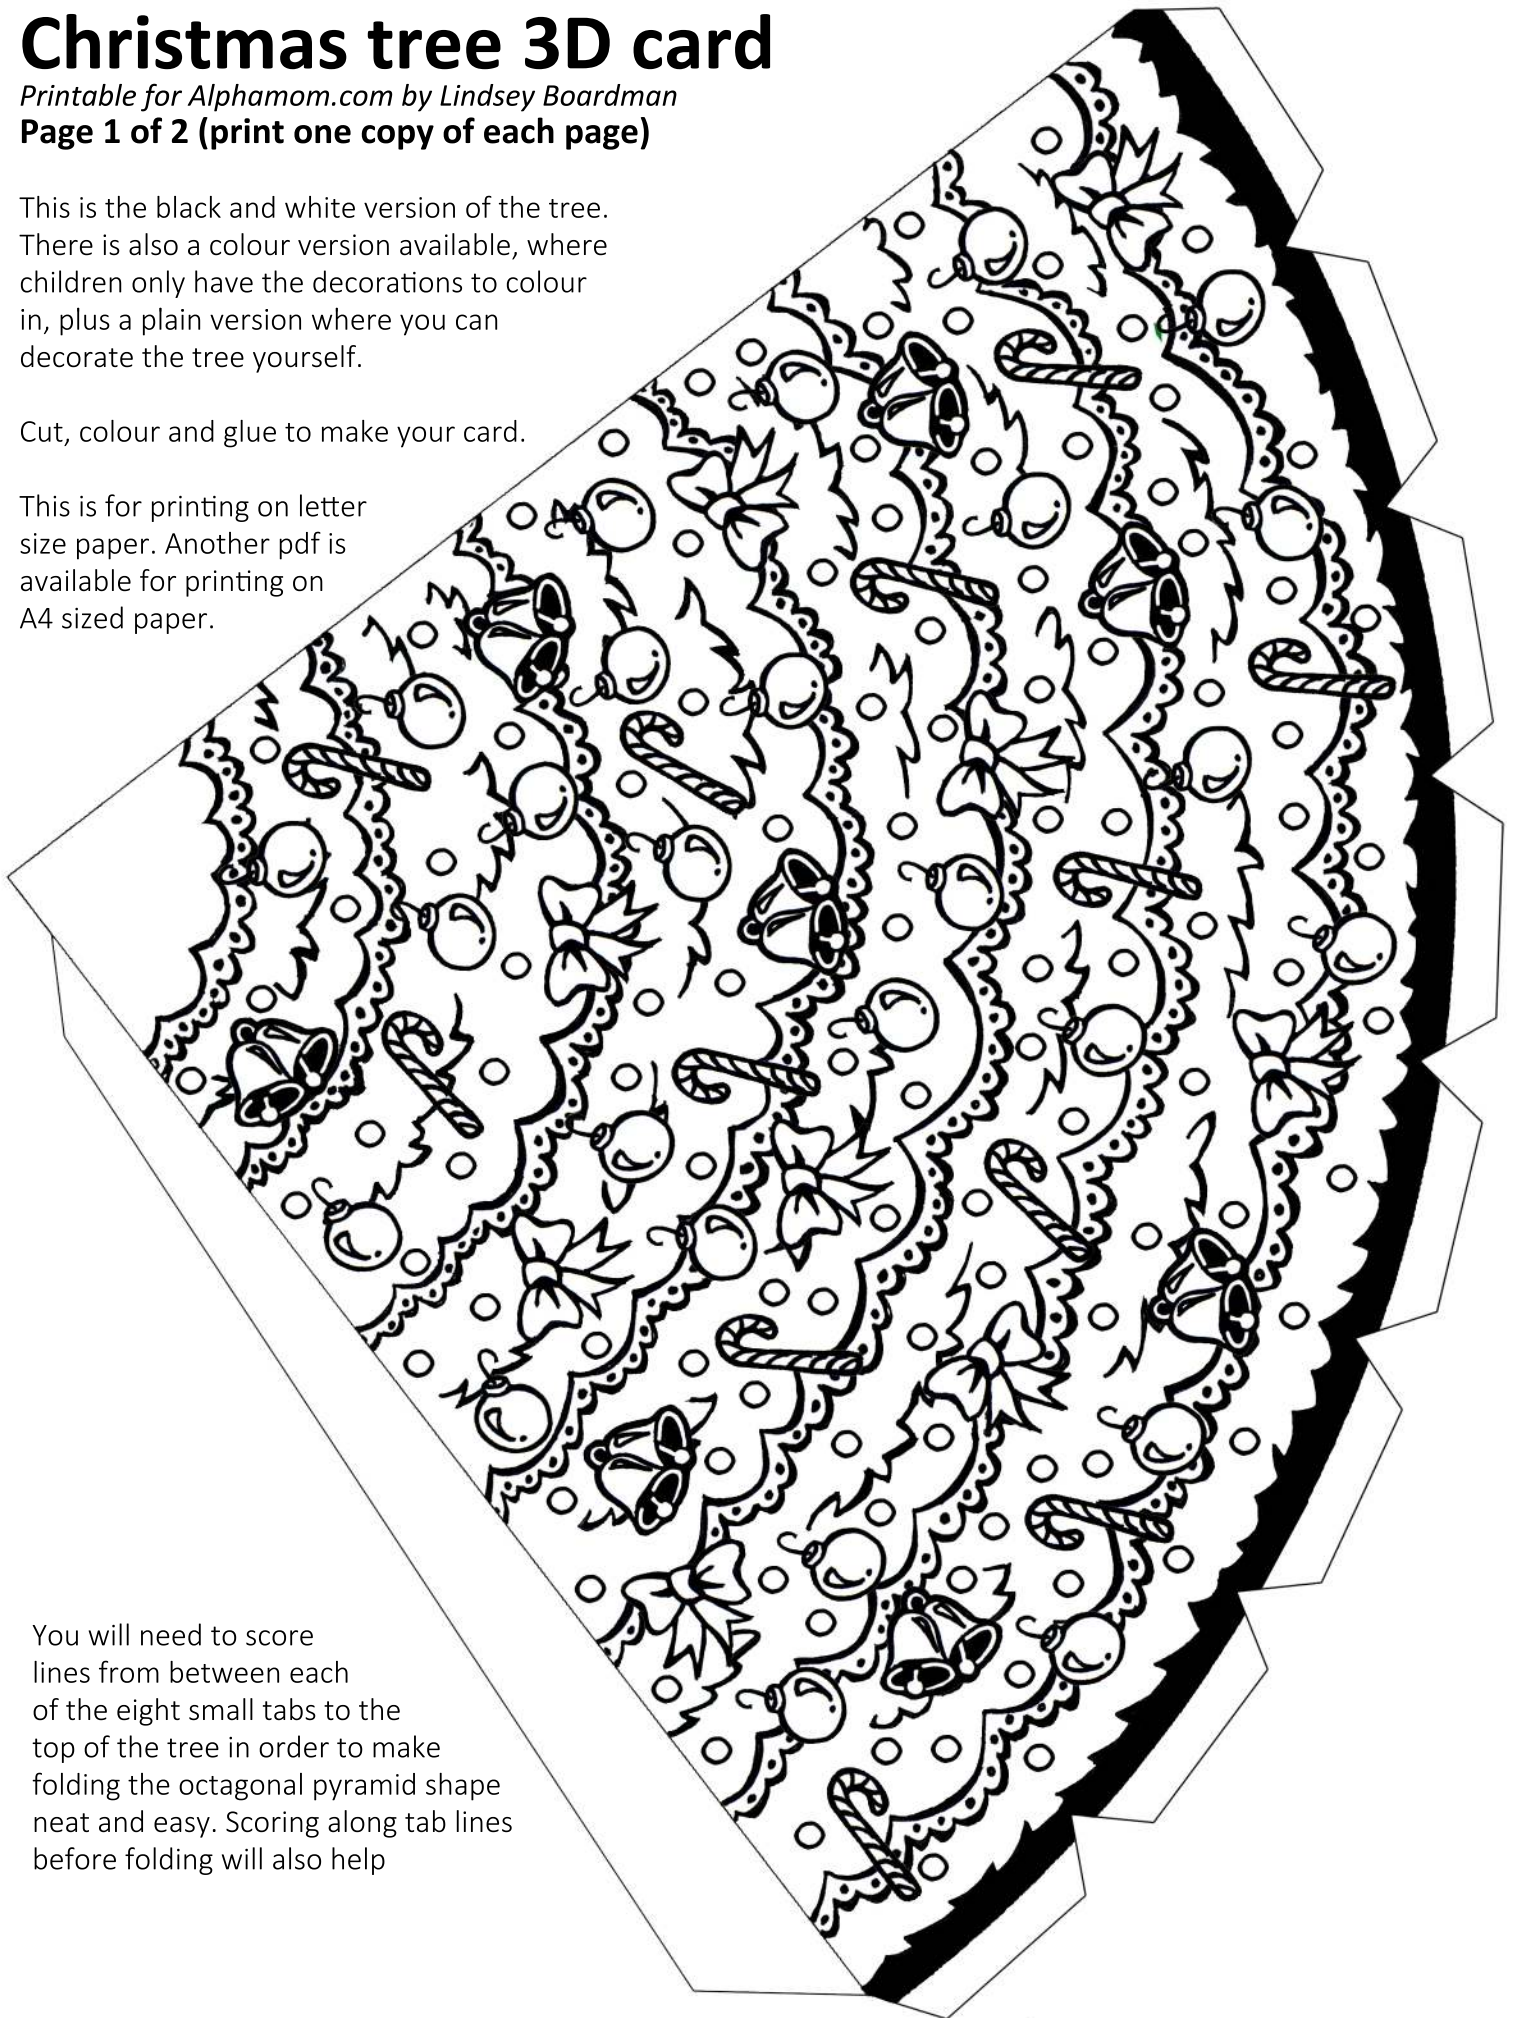 Christmas tree 3D card
Printable for Alphamom.com by Lindsey Boardman
Page 1 of 2 (print one copy of each page)
This is the black and white version of the tree.
There is also a colour version available, where
children only have the decorations to colour
in, plus a plain version where you can
decorate the tree yourself.
Cut, colour and glue to make your card.
This is for printing on letter
size paper. Another pdf is
available for printing on
A4 sized paper.
You will need to score
lines from between each
of the eight small tabs to the
top of the tree in order to make
folding the octagonal pyramid shape
neat and easy. Scoring along tab lines
before folding will also help